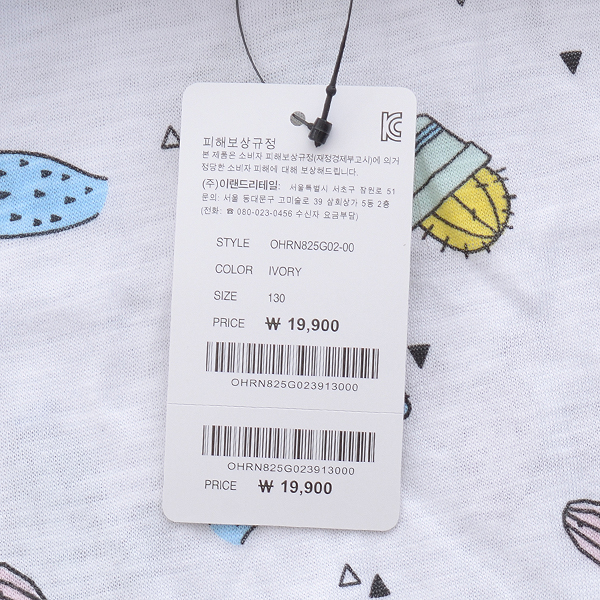 피해보상규정
본 제품은 소비자 피해보상규정(재정경제부고시)에 의거
정당한 소비자 피해에 대해 보상해드립니다.
(주)이랜드리테일: 서울특별시 서초구 잠원로 51
문의: 서울 동대문구 고미술로 39 삼희상가 5동 2층
(전화: ☎ 080-023-0456 수신자 요금부담)
STYLE OHRN825G02-00
COLOR IVORY
SIZE 130
PRICE ₩ 19,900
OHRN825G023913000
OHRN825G023913000
PRICE ₩ 19,900